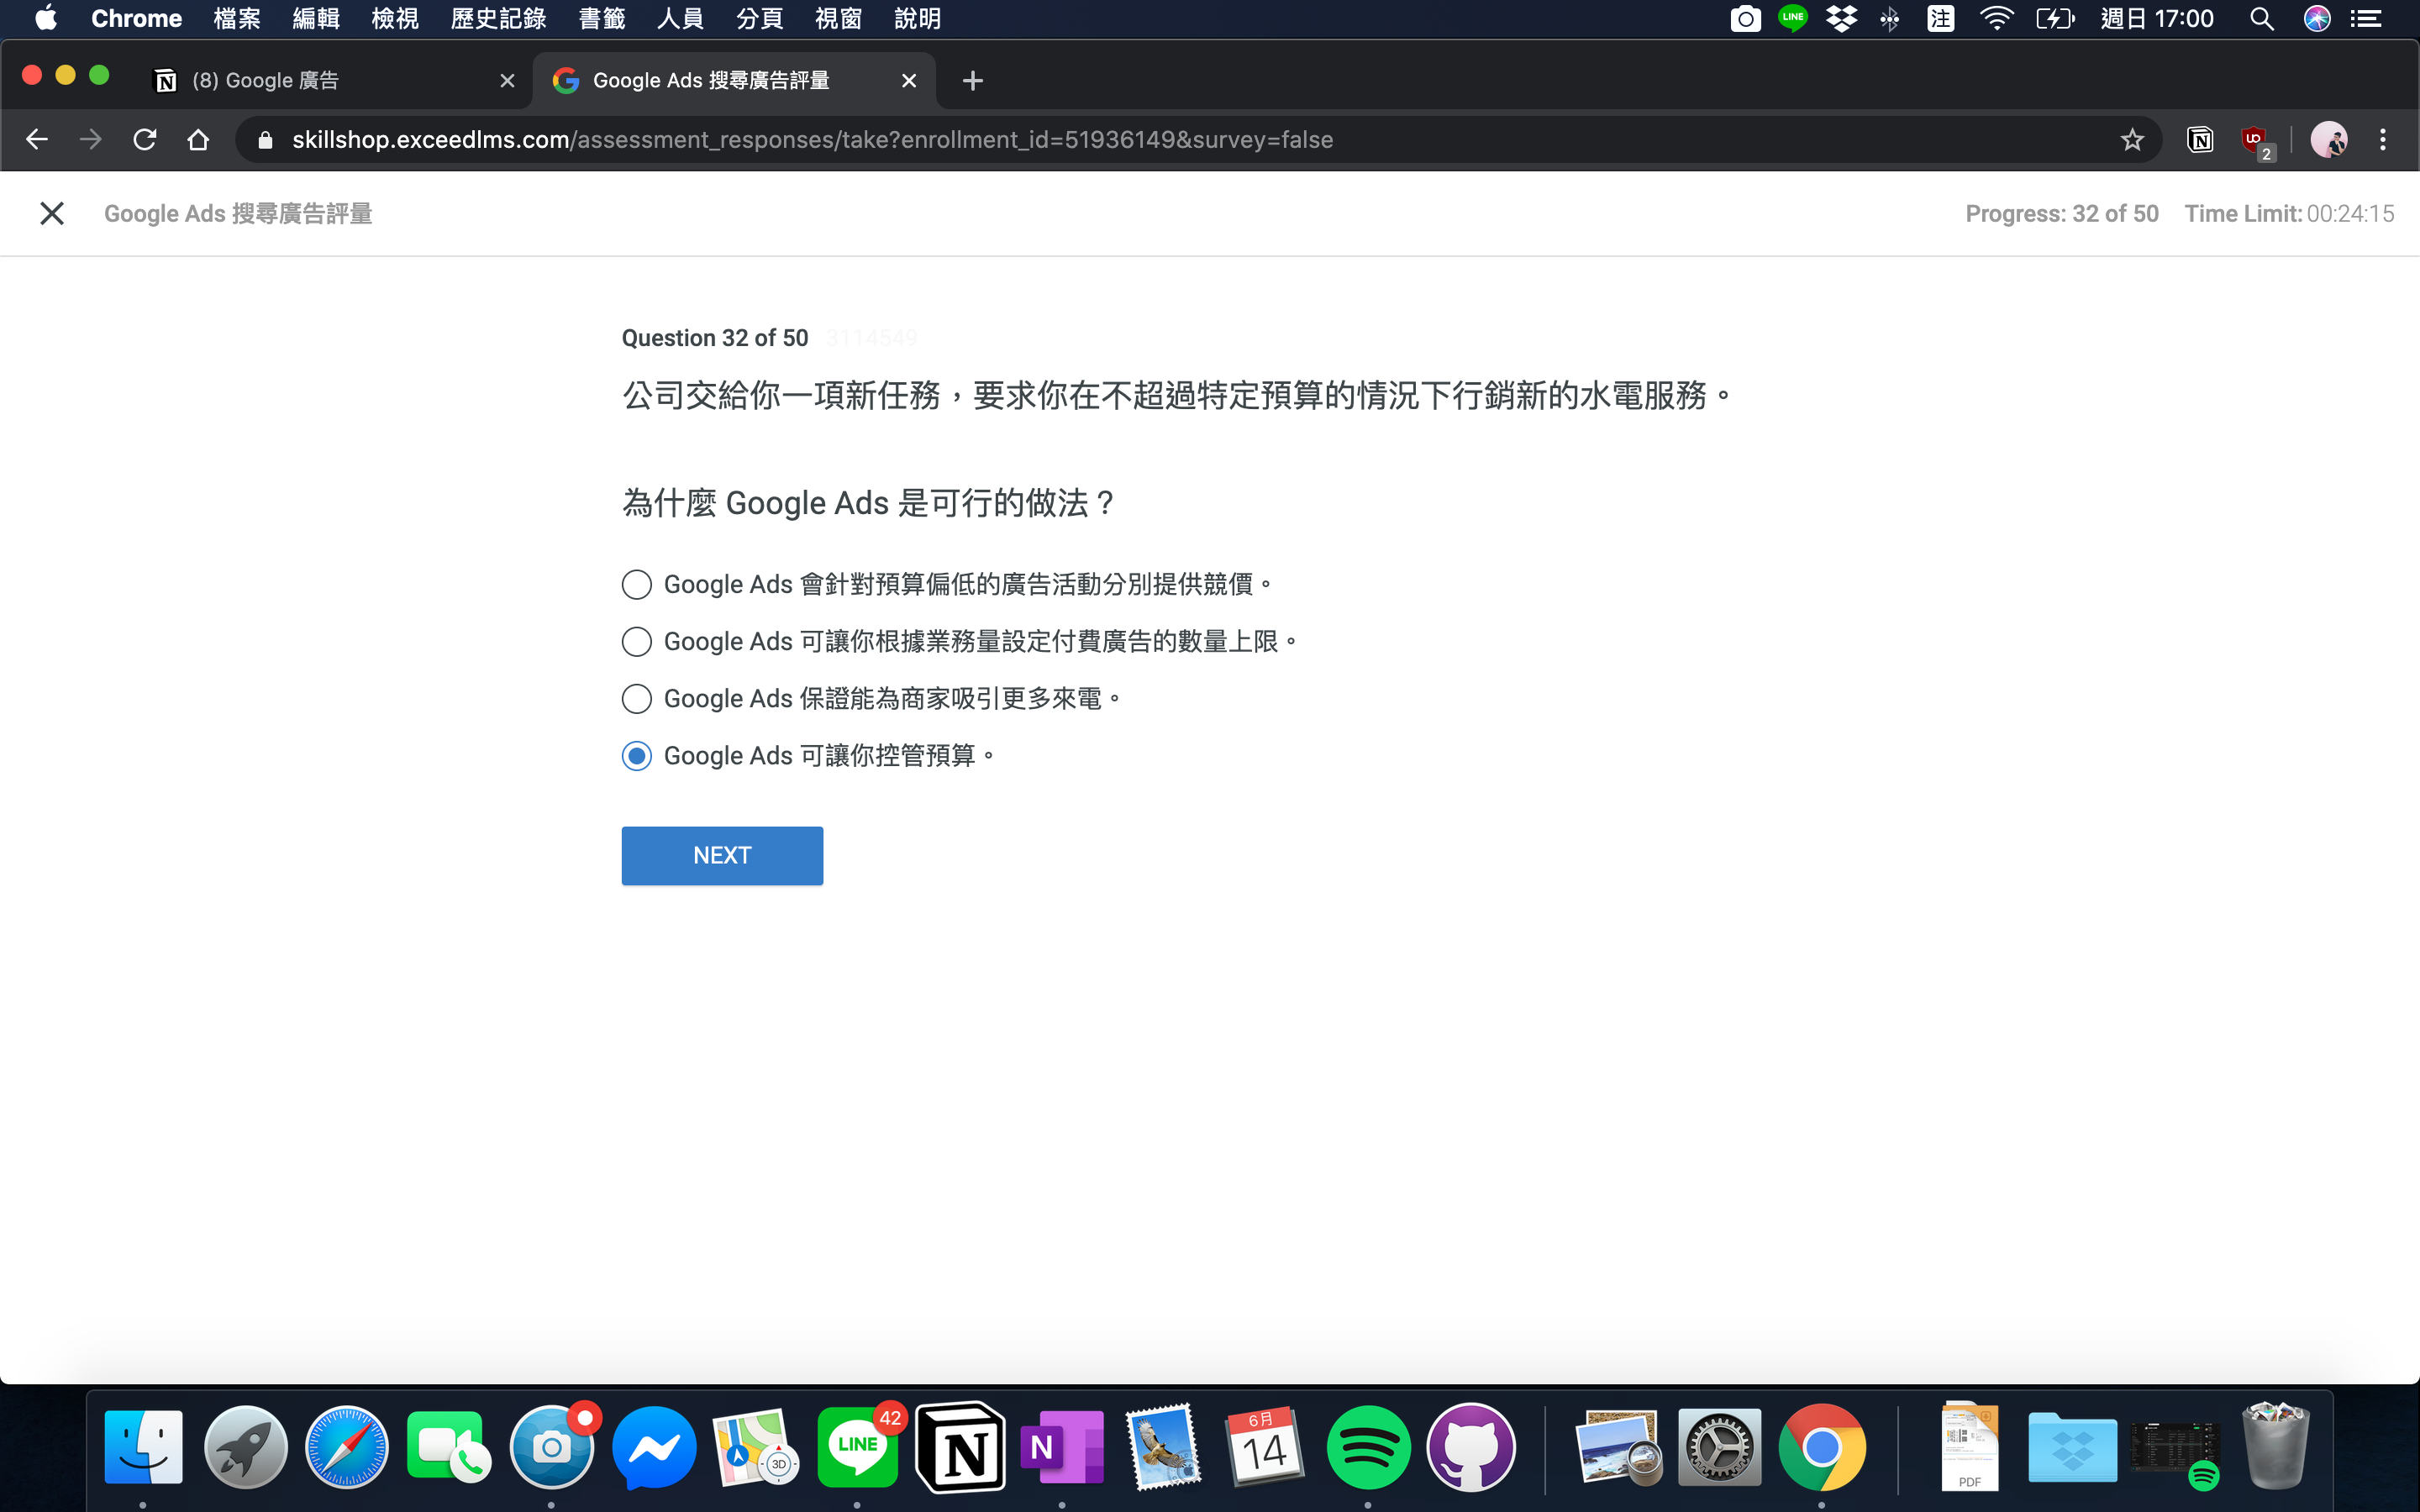 Chrome 檔案 編輯 檢視 歷史記錄 書籤 人員 分頁 視窗 說明 LINE 注 週日 17:00
(8) Google 廣告
Google Ads 搜尋廣告評量
skillshop.exceedlms.com/assessment_responses/take?enrollment_id=51936149&survey=false
2
Google Ads 搜尋廣告評量
Progress: 32 of 50 Time Limit: 00:24:15
Question 32 of 50 3114549
公司交給你一項新任務，要求你在不超過特定預算的情況下行銷新的水電服務。
為什麼 Google Ads 是可行的做法？
Google Ads 會針對預算偏低的廣告活動分別提供競價。
Google Ads 可讓你根據業務量設定付費廣告的數量上限。
Google Ads 保證能為商家吸引更多來電。
Google Ads 可讓你控管預算。
NEXT
3D
LINE
42
N
N
6月
14
PDF